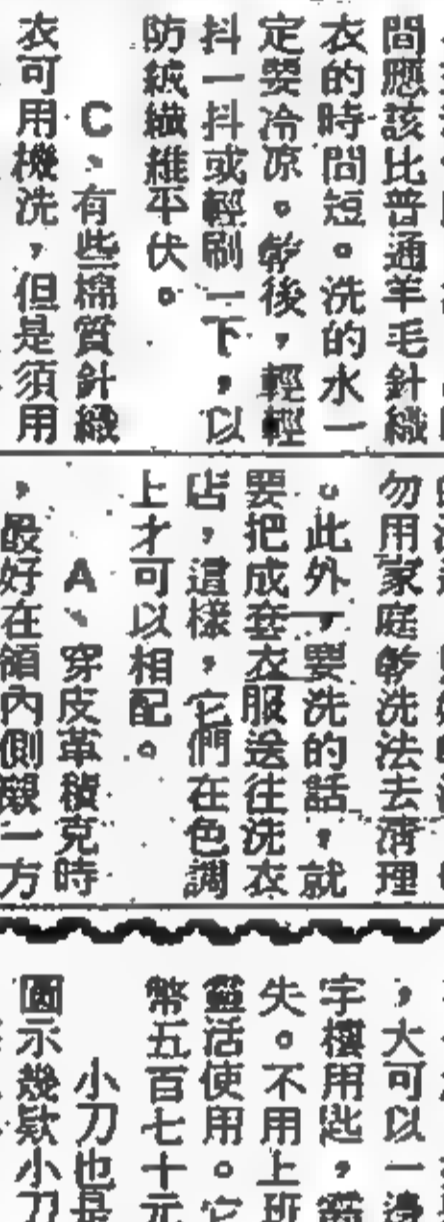 間應該比普通羊毛針織
衣的時間短。洗的水一
定要冷凉。乾後，輕輕
抖一抖或輕刷一下，以
防絨纖維平伏。
C、有些棉質針織
衣可用機洗，但是須用
勿用家庭乾洗法去清理
。此外，要洗的話，就
要把成套衣服送往洗衣
店，這樣，它們在色調
上才可以相配。
A、穿皮革積克時
，最好在領內側襯一方
，大可以一邊
字樓用匙，
失。不用上班
靈活使用。它
幣五百七十元
小刀也是
圖示幾款小刀